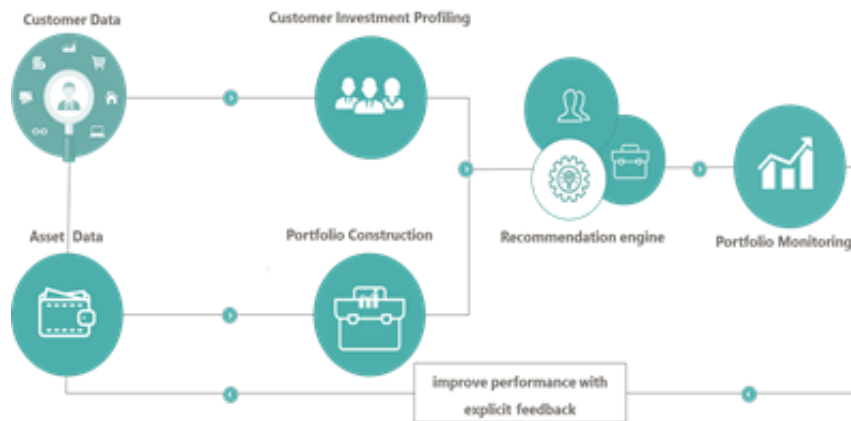 Customer Data
Customer Investment Profiling
Asset Data
Portfolio Construction
Recommendation engine
Portfolio Monitoring
improve performance with
explicit feedback